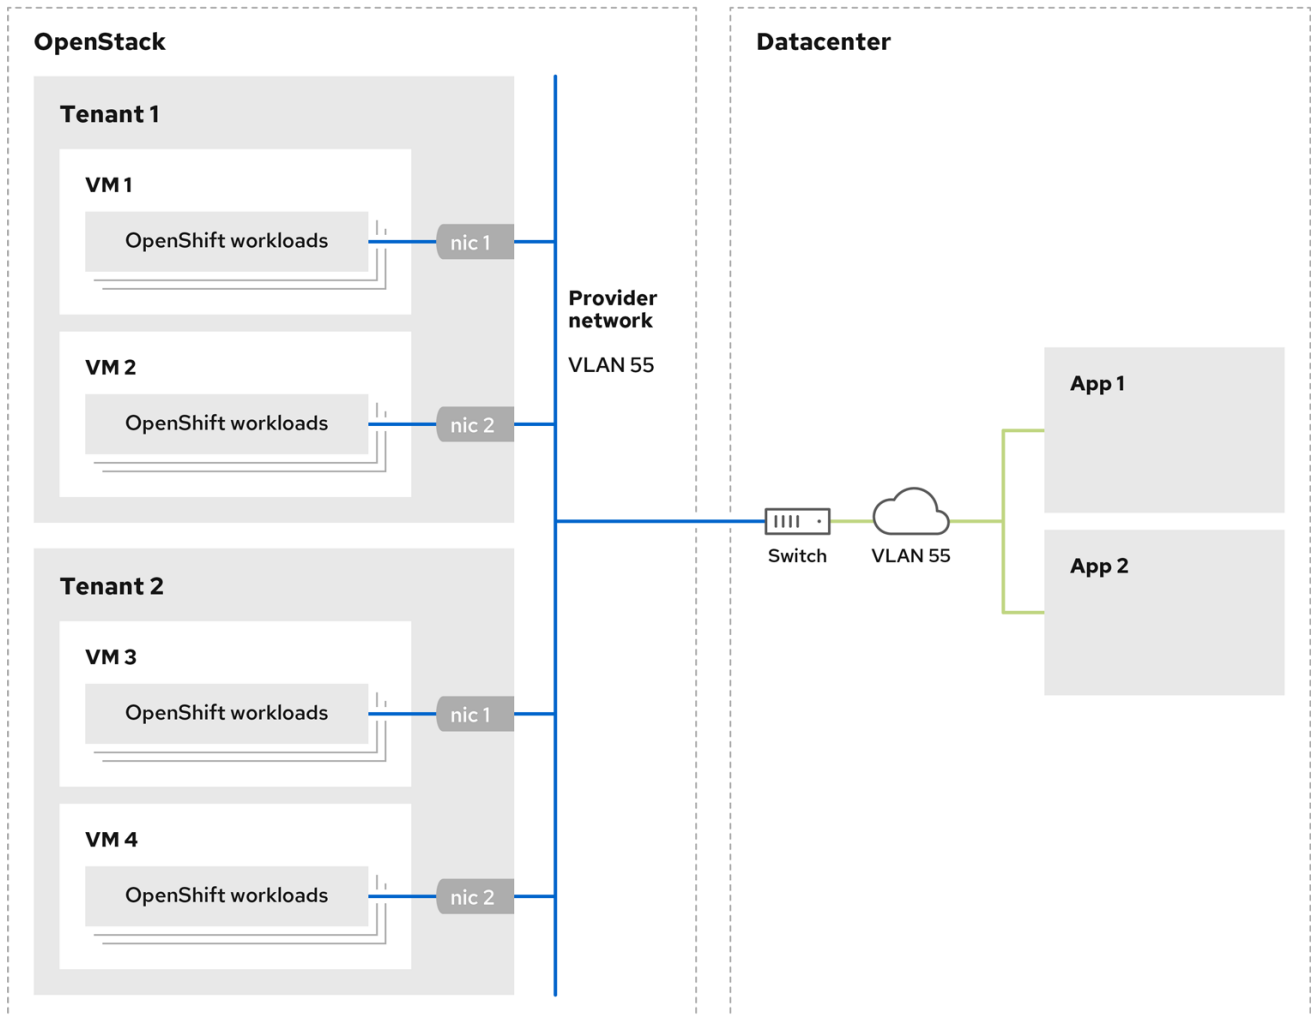 OpenStack
Tenant 1
VM 1
OpenShift workloads
nic 1
VM 2
OpenShift workloads
nic 2
Tenant 2
VM 3
OpenShift workloads
nic 1
VM 4
OpenShift workloads
nic 2
Provider
network
VLAN 55
Datacenter
Switch
VLAN 55
App 1
App 2